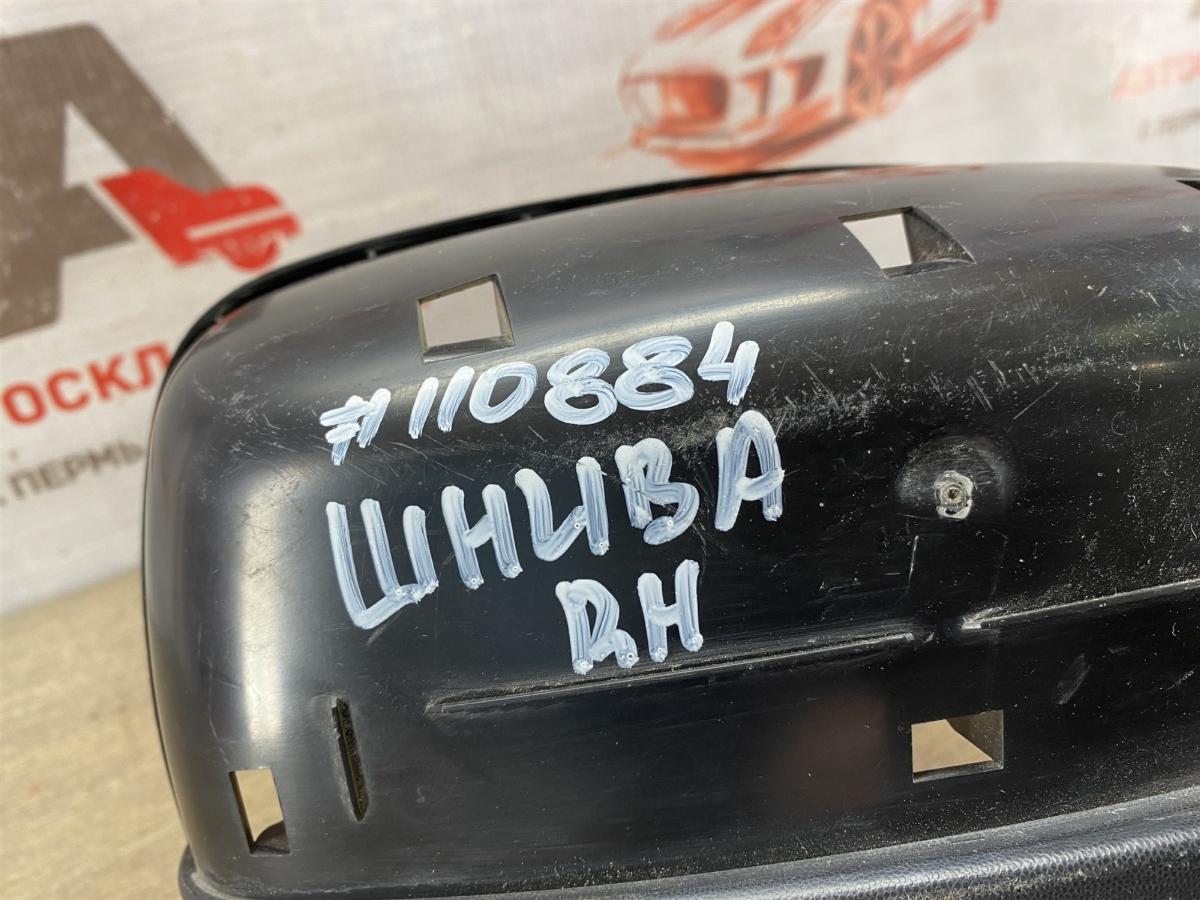 А
ОСКЛ
, ПЕРМЬ
#110884
ШНИВА
RH